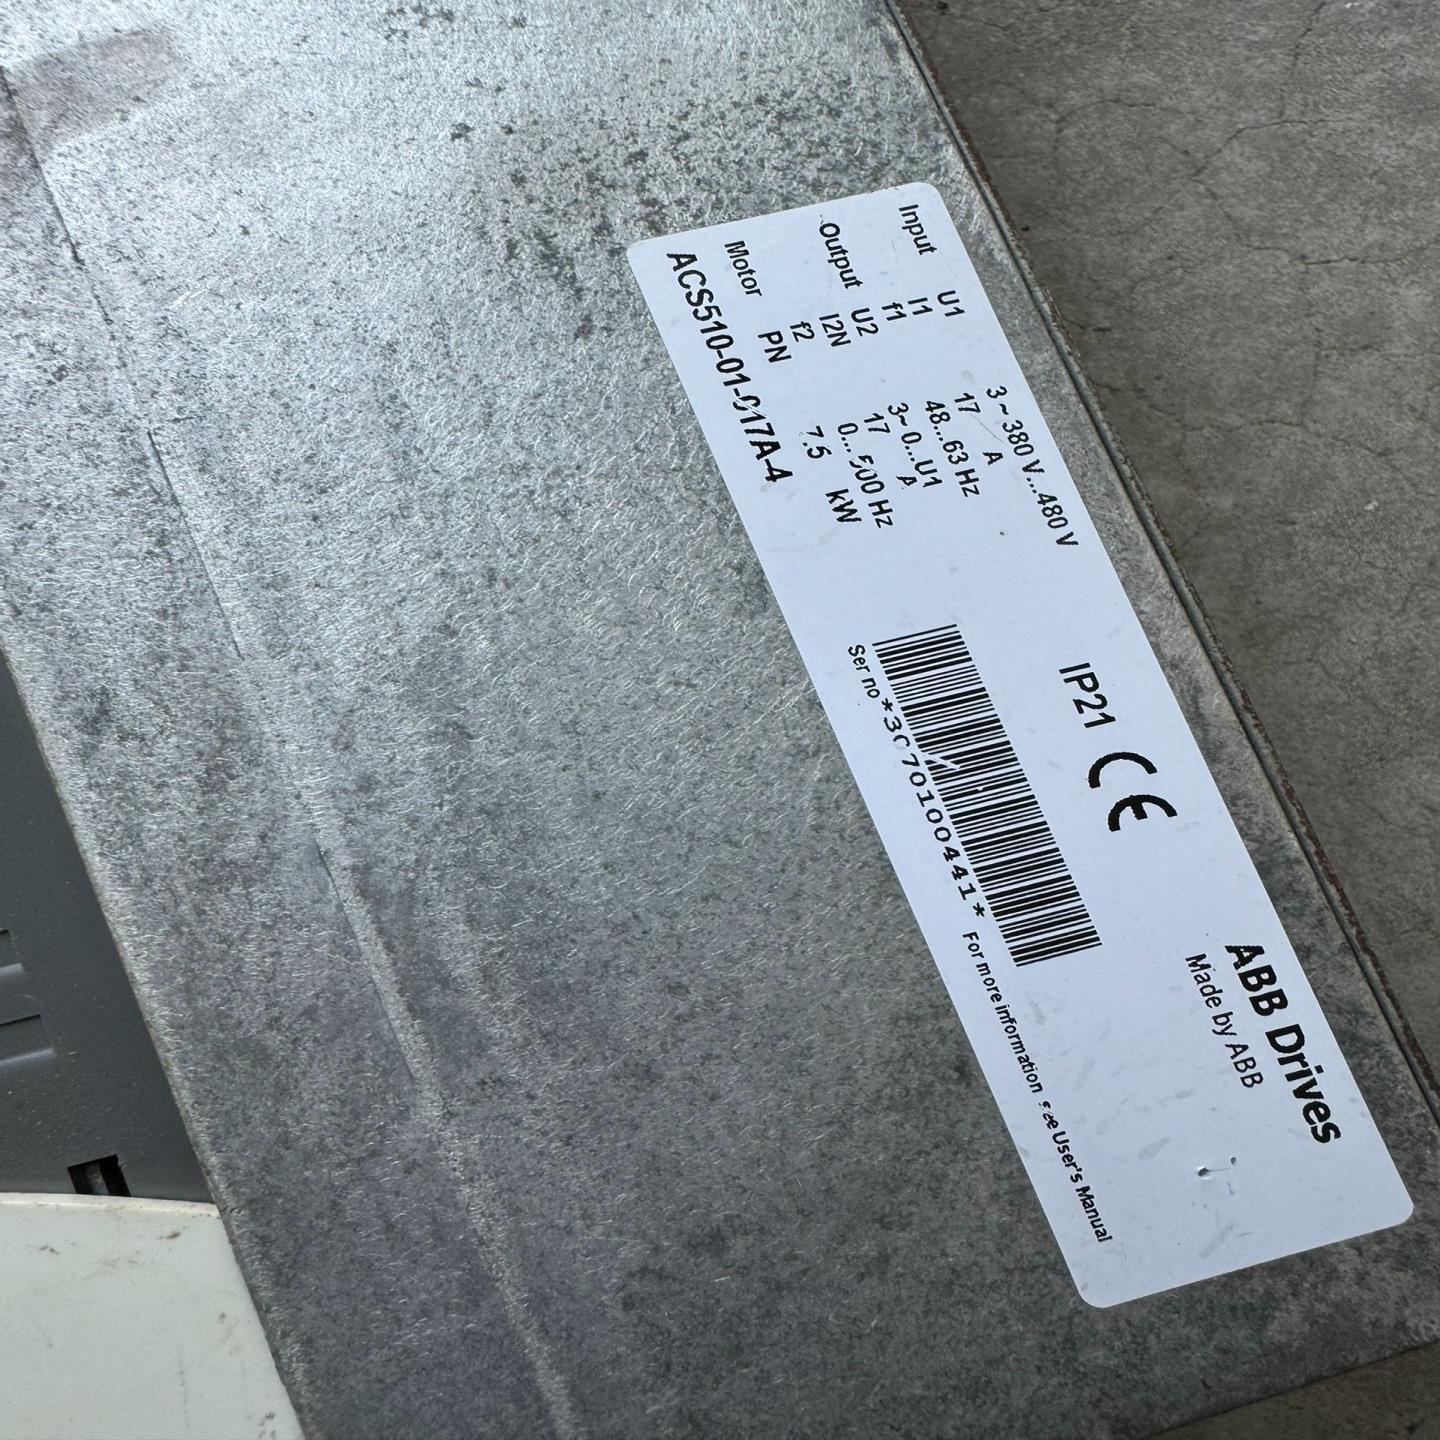 Input U1 3~ 380 V...480 V
I1 17 A
f1 48...63 Hz
Output U2 3~ 0...U1
I2N 17 A
f2 0...500 Hz
Motor PN 7.5 kW
ACS510-01-017A-4
IP21 CE
ABB Drives
Made by ABB
Ser no *3070100441* For more information see User's Manual